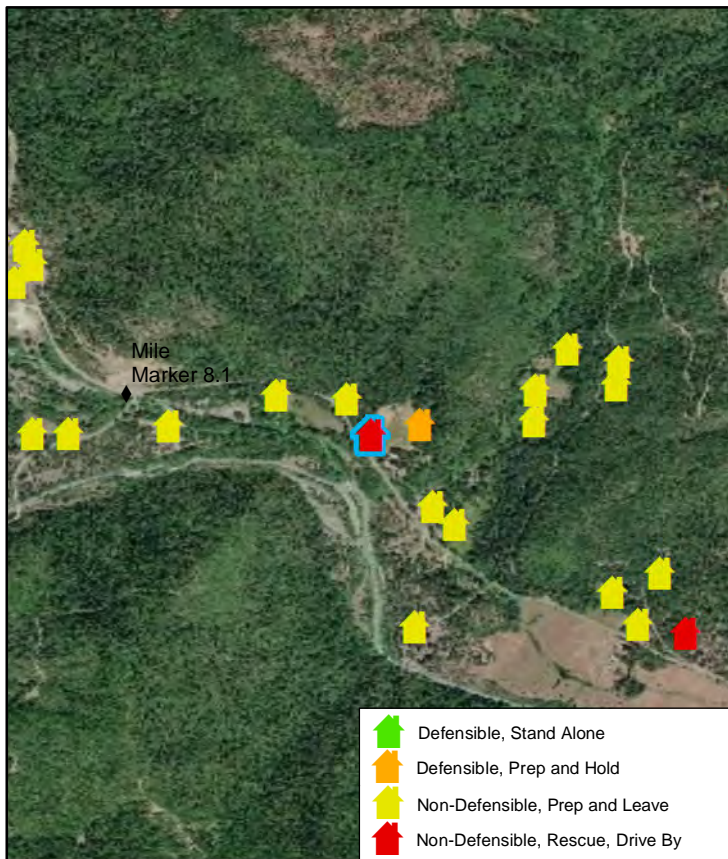 Mile
Marker 8.1
Defensible, Stand Alone
Defensible, Prep and Hold
Non-Defensible, Prep and Leave
Non-Defensible, Rescue, Drive By